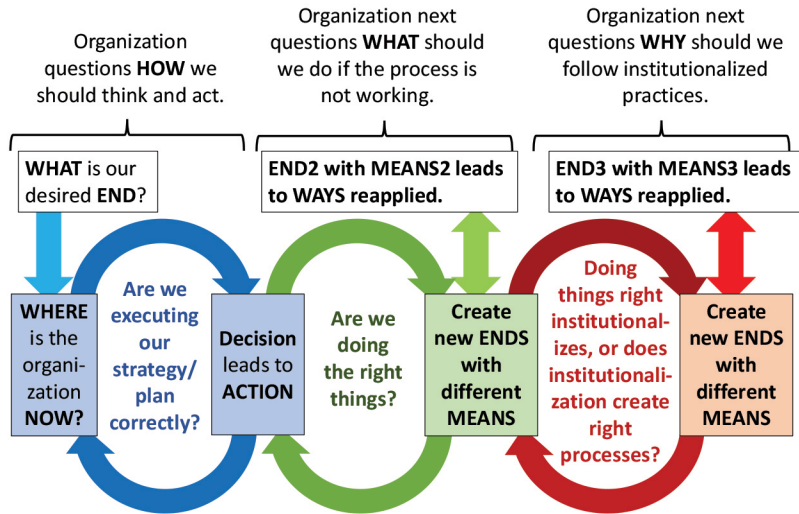 Organization
questions HOW we
should think and act.
Organization next
questions WHAT should
we do if the process is
not working.
Organization next
questions WHY should we
follow institutionalized
practices.
WHAT is our
desired END?
END2 with MEANS2 leads
to WAYS reapplied.
END3 with MEANS3 leads
to WAYS reapplied.
WHERE
is the
organi-
zation
NOW?
Are we
executing
our
strategy/
plan
correctly?
Decision
leads to
ACTION
Are we
doing
the right
things?
Create
new ENDS
with
different
MEANS
Doing
things right
institutional-
izes, or does
institutionali-
zation create
right
processes?
Create
new ENDS
with
different
MEANS